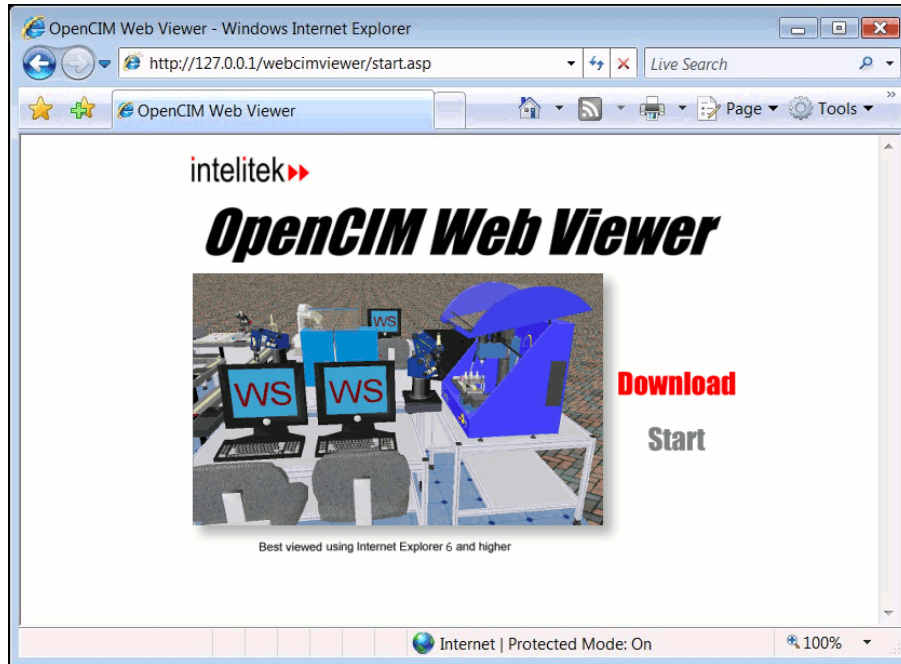 OpenCIM Web Viewer - Windows Internet Explorer
http://127.0.0.1/webcimviewer/start.asp
Live Search
OpenCIM Web Viewer
Page
Tools
intelitek
OpenCIM Web Viewer
WS
WS WS
Download
Start
Best viewed using Internet Explorer 6 and higher
Internet | Protected Mode: On
100%